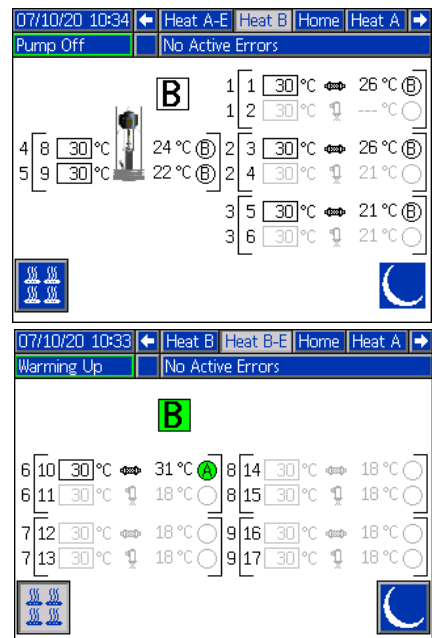 07/10/20 10:34 Heat A-E Heat B Home Heat A
Pump Off No Active Errors
B
1 1 30 °C 26 °C B
1 2 30 °C --- °C
4 8 30 °C 24 °C B 2 3 30 °C 26 °C B
5 9 30 °C 22 °C B 2 4 30 °C 21 °C
3 5 30 °C 21 °C B
3 6 30 °C 21 °C
07/10/20 10:33 Heat B Heat B-E Home Heat A
Warming Up No Active Errors
B
6 10 30 °C 31 °C A 8 14 30 °C 18 °C
6 11 30 °C 18 °C 8 15 30 °C 18 °C
7 12 30 °C 18 °C 9 16 30 °C 18 °C
7 13 30 °C 18 °C 9 17 30 °C 18 °C